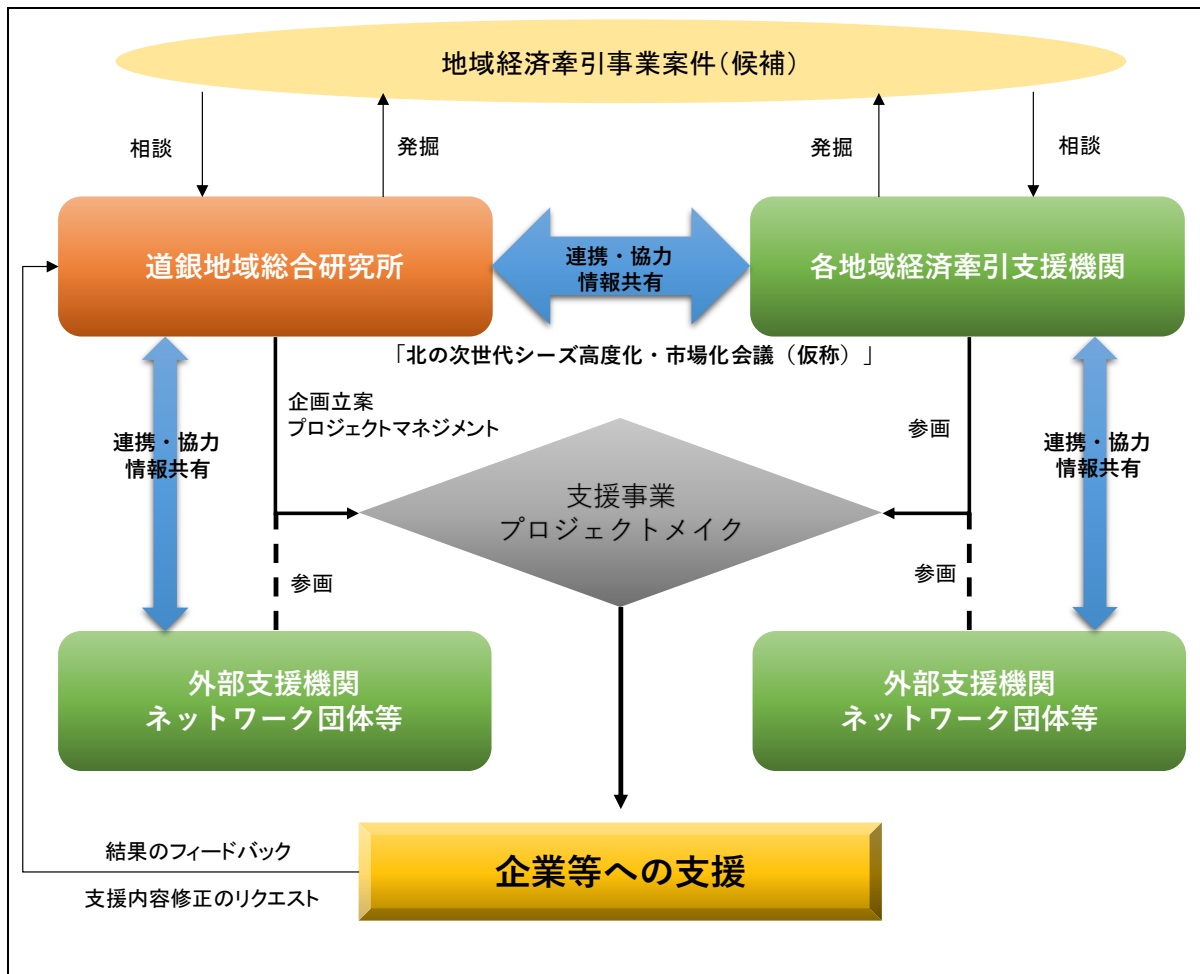 地域経済牽引事業案件(候補)
相談
発掘
発掘
相談
道銀地域総合研究所
連携・協力
情報共有
各地域経済牽引支援機関
「北の次世代シーズ高度化・市場化会議（仮称）」
企画立案
プロジェクトマネジメント
参画
連携・協力
情報共有
連携・協力
情報共有
支援事業
プロジェクトメイク
参画
参画
外部支援機関
ネットワーク団体等
外部支援機関
ネットワーク団体等
結果のフィードバック
支援内容修正のリクエスト
企業等への支援